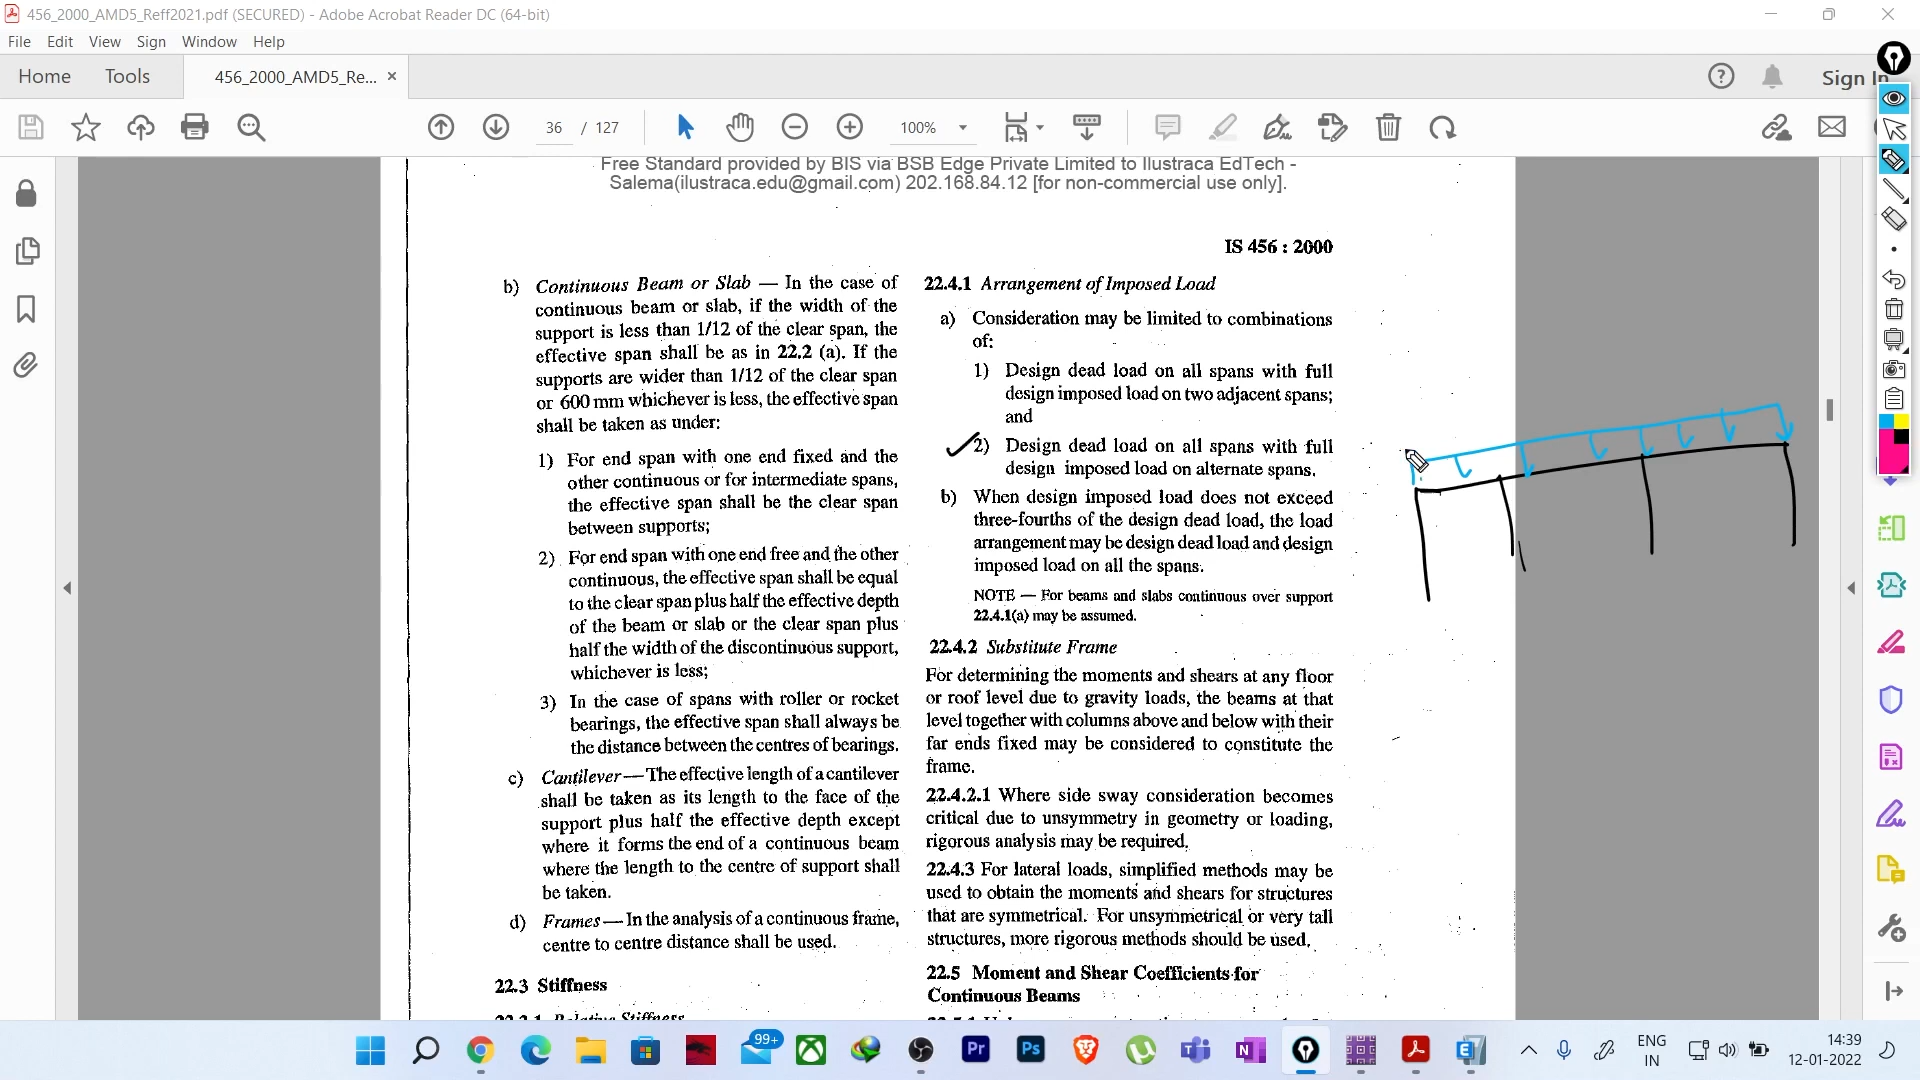 456_2000_AMD5_Reff2021.pdf (SECURED) - Adobe Acrobat Reader DC (64-bit)
File Edit View Sign Window Help
Home Tools 456_2000_AMD5_Re... × Sign In
36 / 127 100%
Free Standard provided by BIS via BSB Edge Private Limited to Ilustraca EdTech -
Salema(ilustraca.edu@gmail.com) 202.168.84.12 [for non-commercial use only].
IS 456 : 2000
b) Continuous Beam or Slab — In the case of
continuous beam or slab, if the width of the
support is less than 1/12 of the clear span, the
effective span shall be as in 22.2 (a). If the
supports are wider than 1/12 of the clear span
or 600 mm whichever is less, the effective span
shall be taken as under:
1) For end span with one end fixed and the
other continuous or for intermediate spans,
the effective span shall be the clear span
between supports;
2) For end span with one end free and the other
continuous, the effective span shall be equal
to the clear span plus half the effective depth
of the beam or slab or the clear span plus
half the width of the discontinuous support,
whichever is less;
3) In the case of spans with roller or rocket
bearings, the effective span shall always be
the distance between the centres of bearings.
c) Cantilever—The effective length of a cantilever
shall be taken as its length to the face of the
support plus half the effective depth except
where it forms the end of a continuous beam
where the length to the centre of support shall
be taken.
d) Frames—In the analysis of a continuous frame,
centre to centre distance shall be used.
22.3 Stiffness
22.3.1 Relative Stiffness
22.4.1 Arrangement of Imposed Load
a) Consideration may be limited to combinations
of:
1) Design dead load on all spans with full
design imposed load on two adjacent spans;
and
2) Design dead load on all spans with full
design imposed load on alternate spans.
b) When design imposed load does not exceed
three-fourths of the design dead load, the load
arrangement may be design dead load and design
imposed load on all the spans.
NOTE — For beams and slabs continuous over support
22.4.1(a) may be assumed.
22.4.2 Substitute Frame
For determining the moments and shears at any floor
or roof level due to gravity loads, the beams at that
level together with columns above and below with their
far ends fixed may be considered to constitute the
frame.
22.4.2.1 Where side sway consideration becomes
critical due to unsymmetry in geometry or loading,
rigorous analysis may be required.
22.4.3 For lateral loads, simplified methods may be
used to obtain the moments and shears for structures
that are symmetrical. For unsymmetrical or very tall
structures, more rigorous methods should be used.
22.5 Moment and Shear Coefficients for
Continuous Beams
99+
ENG
IN
14:39
12-01-2022